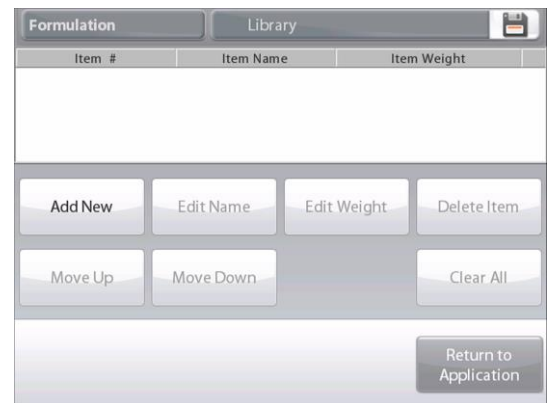 Formulation Library
Item # Item Name Item Weight
Add New Edit Name Edit Weight Delete Item
Move Up Move Down Clear All
Return to
Application